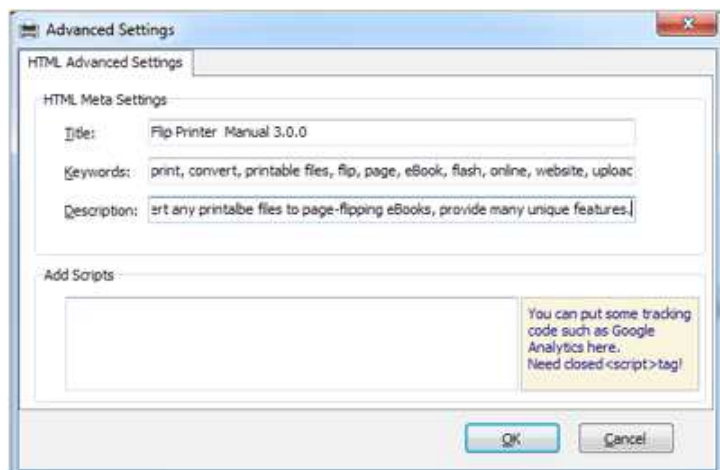 Advanced Settings
HTML Advanced Settings
HTML Meta Settings
Title: Flip Printer Manual 3.0.0
Keywords: print, convert, printable files, flip, page, eBook, flash, online, website, uploac
Description: ert any printalbe files to page-flipping eBooks, provide many unique features.
Add Scripts
You can put some tracking
code such as Google
Analytics here.
Need closed<script>tag!
OK Cancel